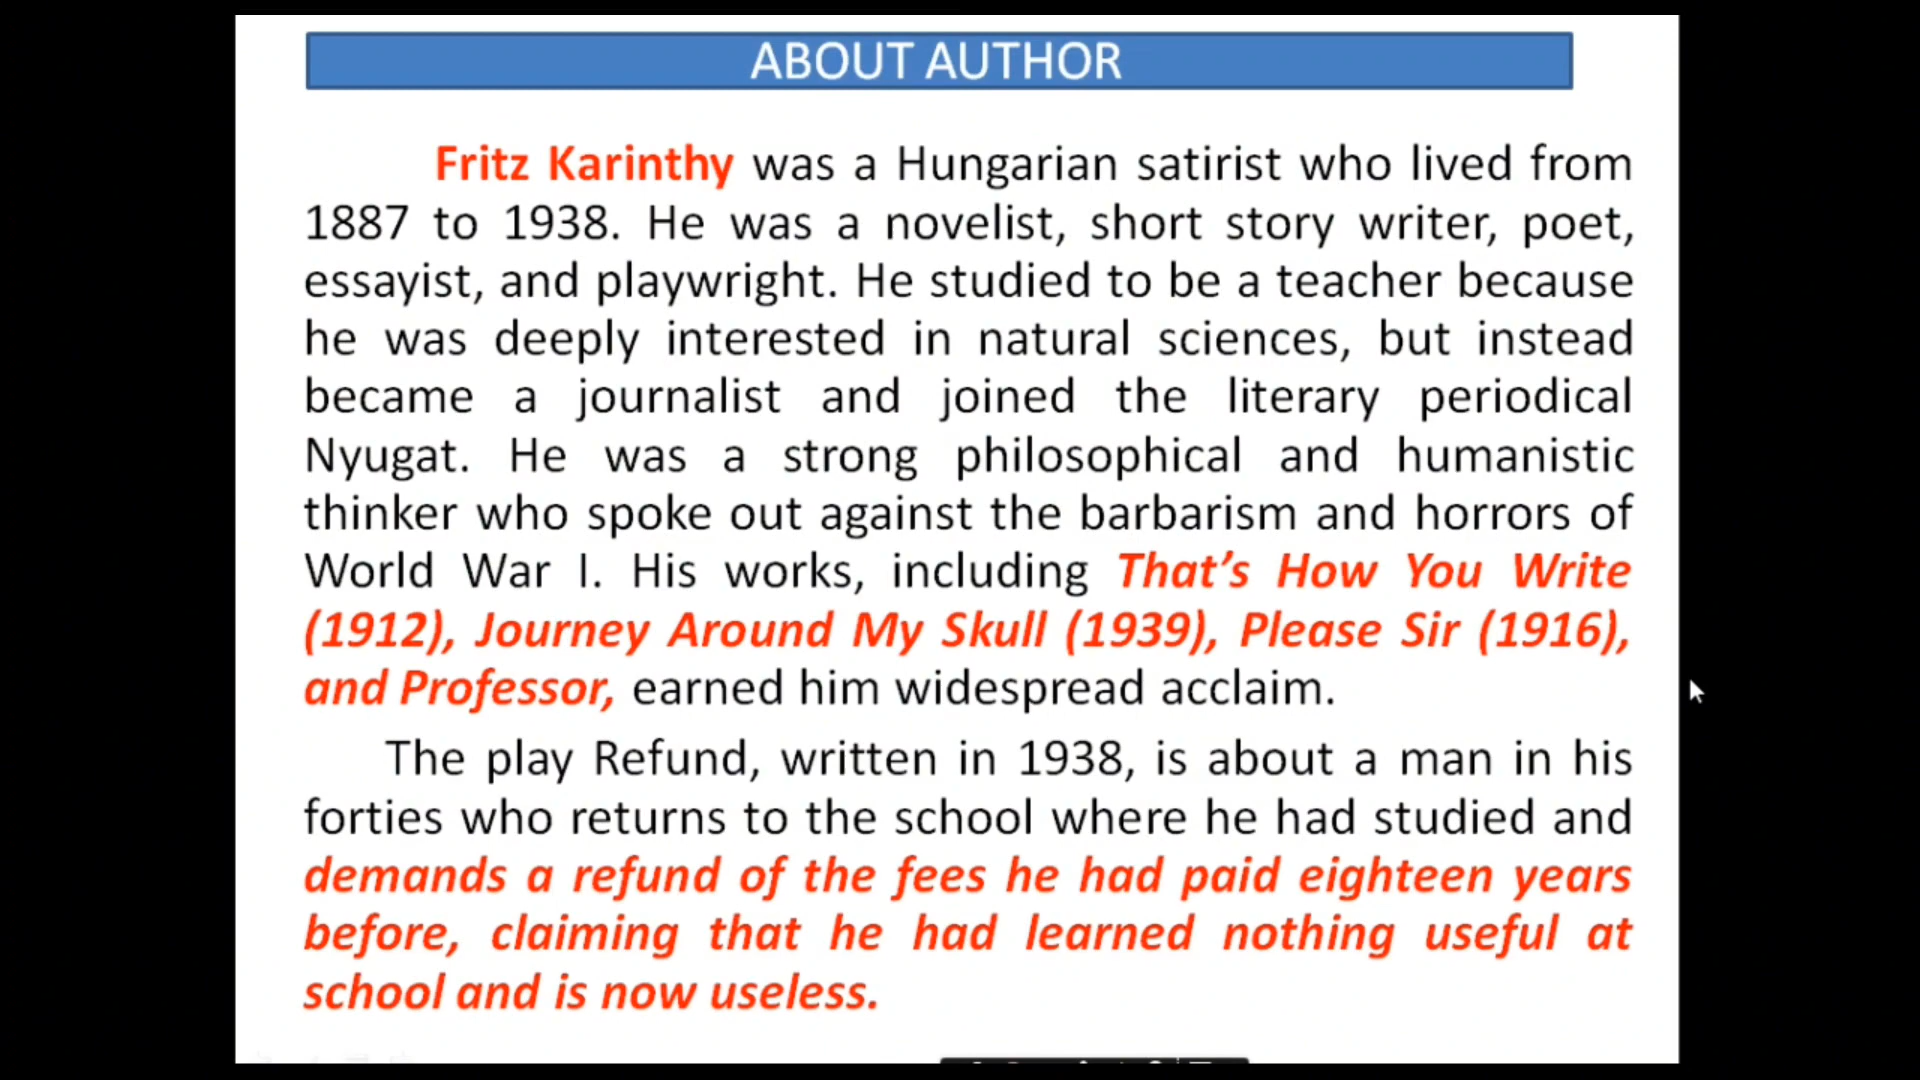 ABOUT AUTHOR
Fritz Karinthy was a Hungarian satirist who lived from
1887 to 1938. He was a novelist, short story writer, poet,
essayist, and playwright. He studied to be a teacher because
he was deeply interested in natural sciences, but instead
became a journalist and joined the literary periodical
Nyugat. He was a strong philosophical and humanistic
thinker who spoke out against the barbarism and horrors of
World War I. His works, including That’s How You Write
(1912), Journey Around My Skull (1939), Please Sir (1916),
and Professor, earned him widespread acclaim.
The play Refund, written in 1938, is about a man in his
forties who returns to the school where he had studied and
demands a refund of the fees he had paid eighteen years
before, claiming that he had learned nothing useful at
school and is now useless.